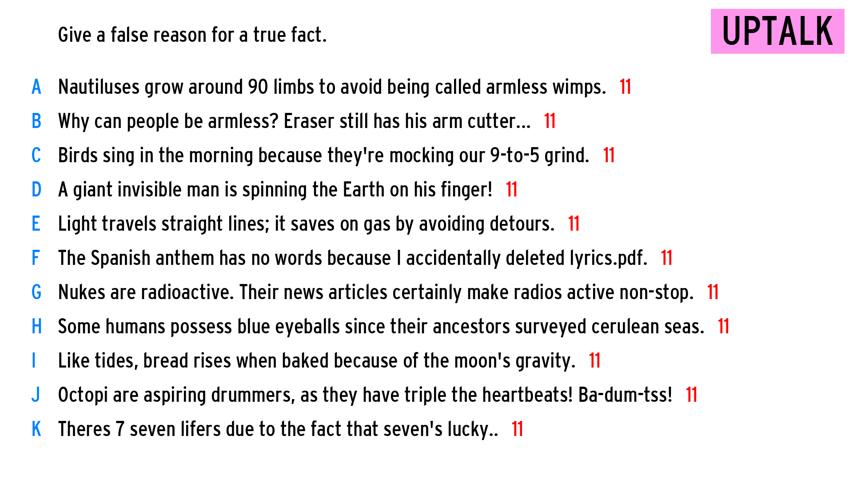 Give a false reason for a true fact.
UPTALK
A Nautiluses grow around 90 limbs to avoid being called armless wimps. 11
B Why can people be armless? Eraser still has his arm cutter... 11
C Birds sing in the morning because they're mocking our 9-to-5 grind. 11
D A giant invisible man is spinning the Earth on his finger! 11
E Light travels straight lines; it saves on gas by avoiding detours. 11
F The Spanish anthem has no words because I accidentally deleted lyrics.pdf. 11
G Nukes are radioactive. Their news articles certainly make radios active non-stop. 11
H Some humans possess blue eyeballs since their ancestors surveyed cerulean seas. 11
I Like tides, bread rises when baked because of the moon's gravity. 11
J Octopi are aspiring drummers, as they have triple the heartbeats! Ba-dum-tss! 11
K Theres 7 seven lifers due to the fact that seven's lucky.. 11